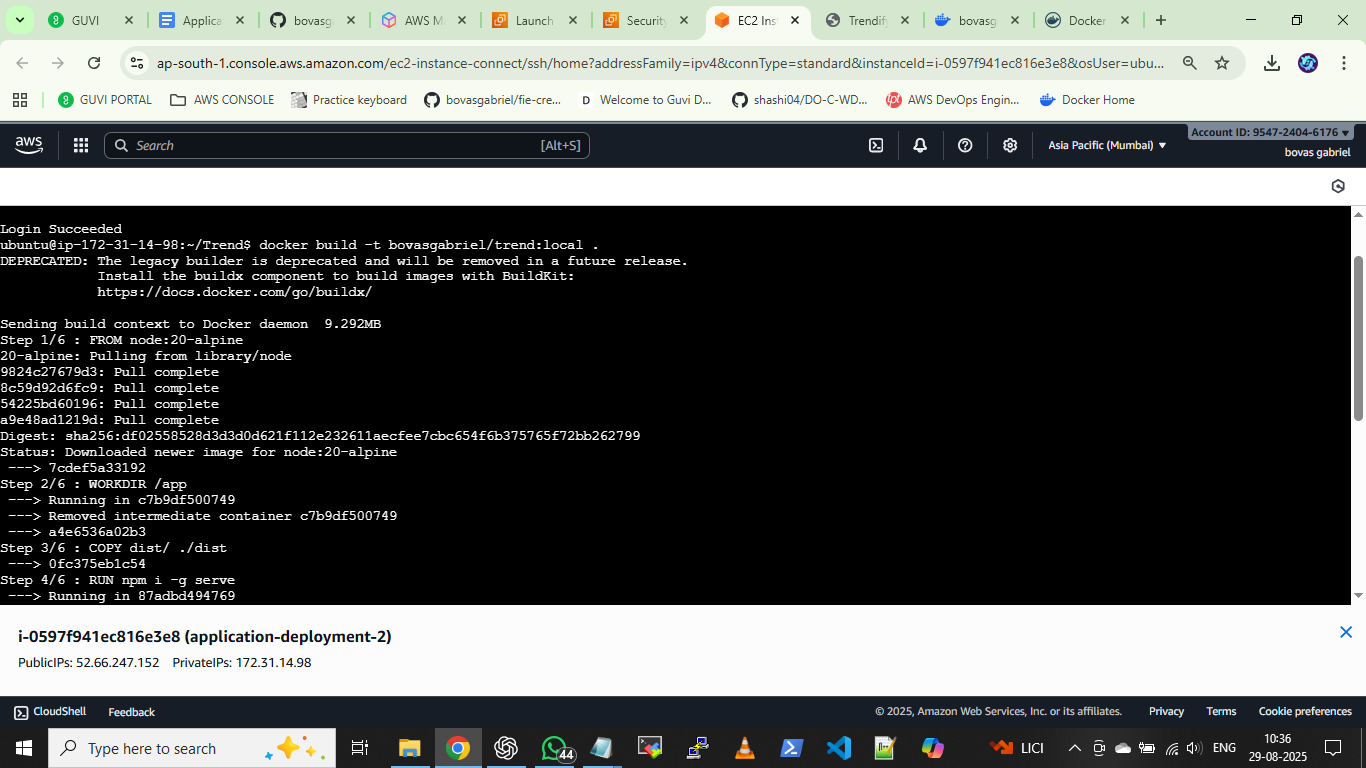 GUVI
Applica
bovasg
AWS M
Launch
Security
EC2 Ins
Trendify
bovasg
Docker
ap-south-1.console.aws.amazon.com/ec2-instance-connect/ssh/home?addressFamily=ipv4&connType=standard&instanceId=i-0597f941ec816e3e8&osUser=ubu...
GUVI PORTAL
AWS CONSOLE
Practice keyboard
bovasgabriel/fie-cre...
Welcome to Guvi D...
shashi04/DO-C-WD...
AWS DevOps Engin...
Docker Home
aws
Search
[Alt+S]
Asia Pacific (Mumbai)
Account ID: 9547-2404-6176
bovas gabriel
Login Succeeded
ubuntu@ip-172-31-14-98:~/Trend$ docker build -t bovasgabriel/trend:local .
DEPRECATED: The legacy builder is deprecated and will be removed in a future release.
Install the buildx component to build images with BuildKit:
https://docs.docker.com/go/buildx/
Sending build context to Docker daemon  9.292MB
Step 1/6 : FROM node:20-alpine
20-alpine: Pulling from library/node
9824c27679d3: Pull complete
8c59d92d6fc9: Pull complete
54225bd60196: Pull complete
a9e48ad1219d: Pull complete
Digest: sha256:df02558528d3d3d0d621f112e232611aecfee7cbc654f6b375765f72bb262799
Status: Downloaded newer image for node:20-alpine
---> 7cdef5a33192
Step 2/6 : WORKDIR /app
---> Running in c7b9df500749
---> Removed intermediate container c7b9df500749
---> a4e6536a02b3
Step 3/6 : COPY dist/ ./dist
---> 0fc375eb1c54
Step 4/6 : RUN npm i -g serve
---> Running in 87adbd494769
i-0597f941ec816e3e8 (application-deployment-2)
PublicIPs: 52.66.247.152    PrivateIPs: 172.31.14.98
CloudShell
Feedback
© 2025, Amazon Web Services, Inc. or its affiliates.
Privacy
Terms
Cookie preferences
Type here to search
44
LICI
ENG
10:36
29-08-2025